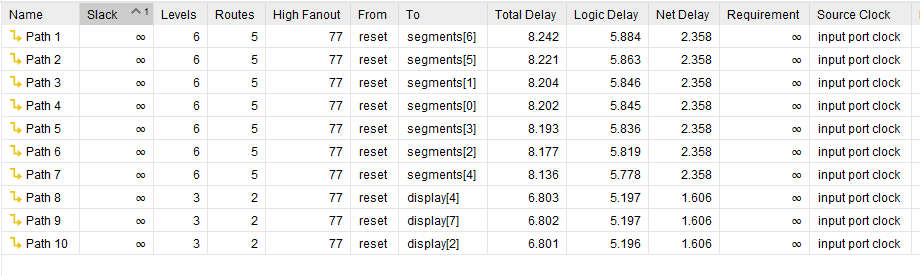 Name Slack 1 Levels Routes High Fanout From To Total Delay Logic Delay Net Delay Requirement Source Clock
Path 1 ∞ 6 5 77 reset segments[6] 8.242 5.884 2.358 ∞ input port clock
Path 2 ∞ 6 5 77 reset segments[5] 8.221 5.863 2.358 ∞ input port clock
Path 3 ∞ 6 5 77 reset segments[1] 8.204 5.846 2.358 ∞ input port clock
Path 4 ∞ 6 5 77 reset segments[0] 8.202 5.845 2.358 ∞ input port clock
Path 5 ∞ 6 5 77 reset segments[3] 8.193 5.836 2.358 ∞ input port clock
Path 6 ∞ 6 5 77 reset segments[2] 8.177 5.819 2.358 ∞ input port clock
Path 7 ∞ 6 5 77 reset segments[4] 8.136 5.778 2.358 ∞ input port clock
Path 8 ∞ 3 2 77 reset display[4] 6.803 5.197 1.606 ∞ input port clock
Path 9 ∞ 3 2 77 reset display[7] 6.802 5.197 1.606 ∞ input port clock
Path 10 ∞ 3 2 77 reset display[2] 6.801 5.196 1.606 ∞ input port clock